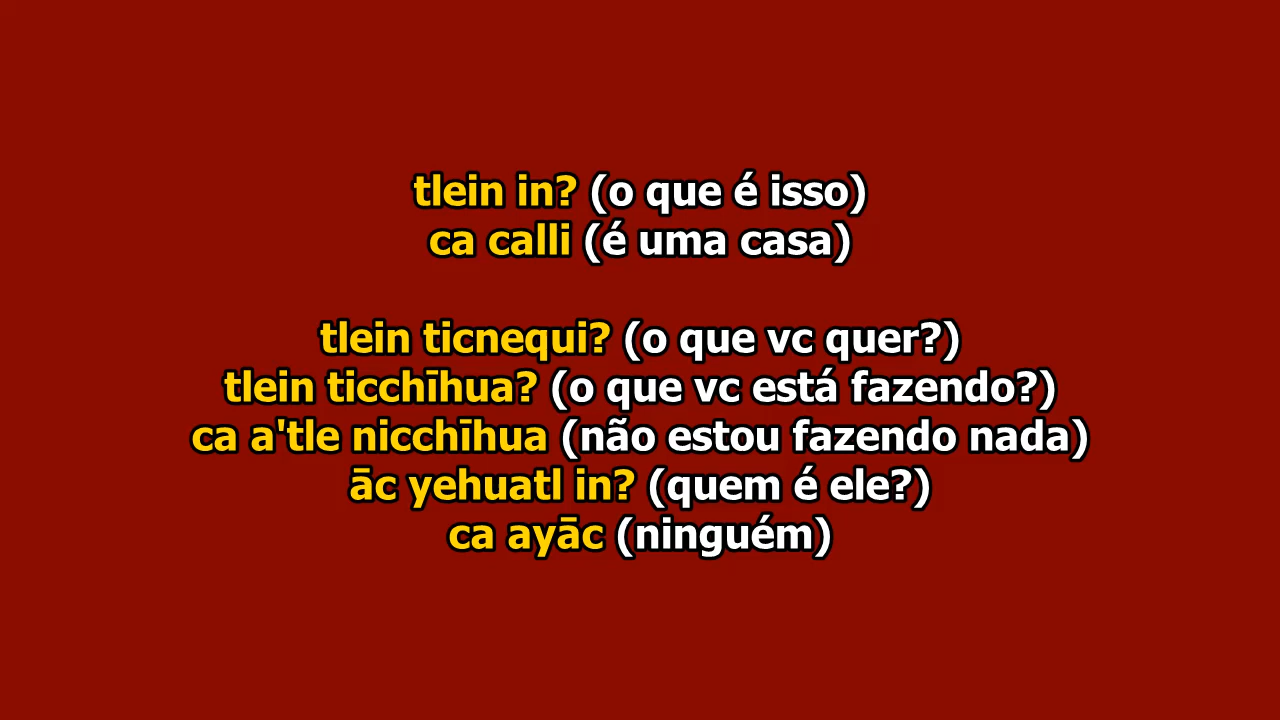 tlein in? (o que é isso)
ca calli (é uma casa)
tlein ticnequi? (o que vc quer?)
tlein ticchīhua? (o que vc está fazendo?)
ca a'tle nicchīhua (não estou fazendo nada)
āc yehuatl in? (quem é ele?)
ca ayāc (ninguém)